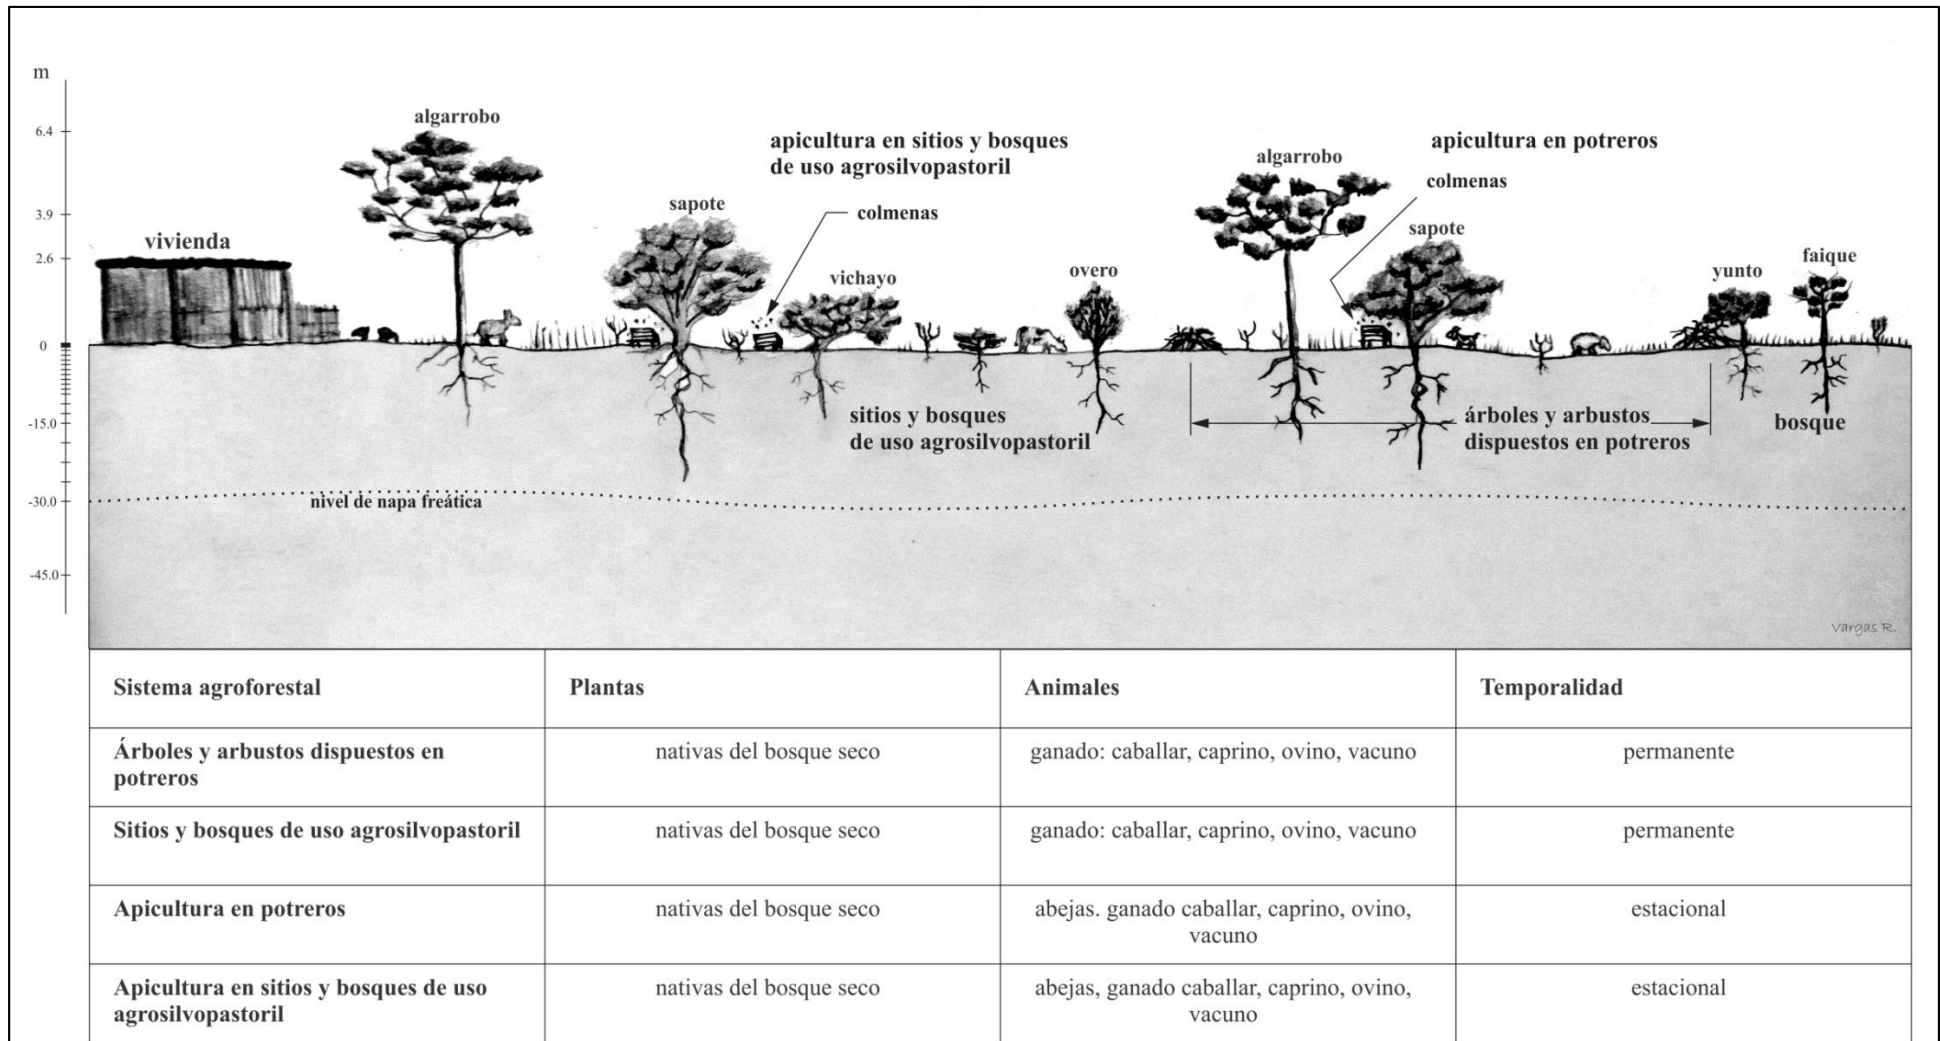 m
6.4
3.9
2.6
0
-15.0
-30.0
-45.0
vivienda
algarrobo
sapote
apicultura en sitios y bosques
de uso agrosilvopastoril
colmenas
vichayo
overo
algarrobo
apicultura en potreros
colmenas
sapote
yunto
faique
sitios y bosques
de uso agrosilvopastoril
árboles y arbustos
dispuestos en potreros
bosque
nivel de napa freática
Vargas R.
Sistema agroforestal
Plantas
Animales
Temporalidad
Árboles y arbustos dispuestos en
potreros
nativas del bosque seco
ganado: caballar, caprino, ovino, vacuno
permanente
Sitios y bosques de uso agrosilvopastoril
nativas del bosque seco
ganado: caballar, caprino, ovino, vacuno
permanente
Apicultura en potreros
nativas del bosque seco
abejas. ganado caballar, caprino, ovino,
vacuno
estacional
Apicultura en sitios y bosques de uso
agrosilvopastoril
nativas del bosque seco
abejas, ganado caballar, caprino, ovino,
vacuno
estacional